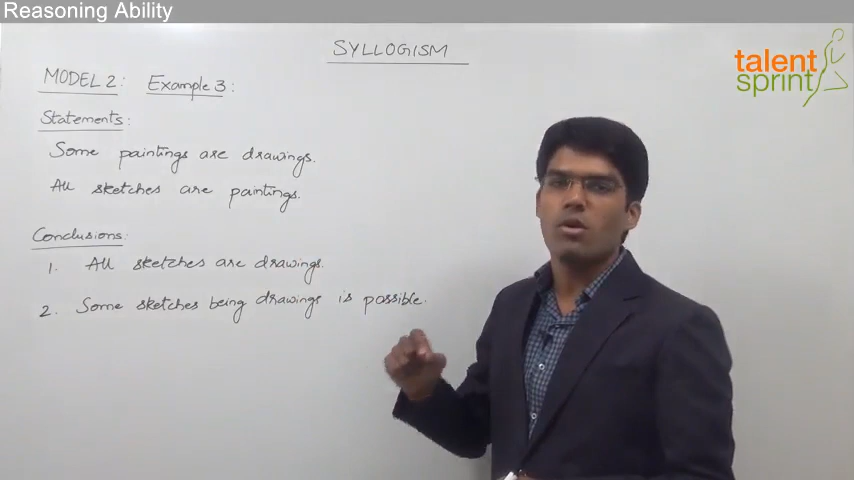 Reasoning Ability
SYLLOGISM
talent
sprint
MODEL 2: Example 3:
Statements:
Some paintings are drawings.
All sketches are paintings.
Conclusions:
1. All sketches are drawings.
2. Some sketches being drawings is possible.